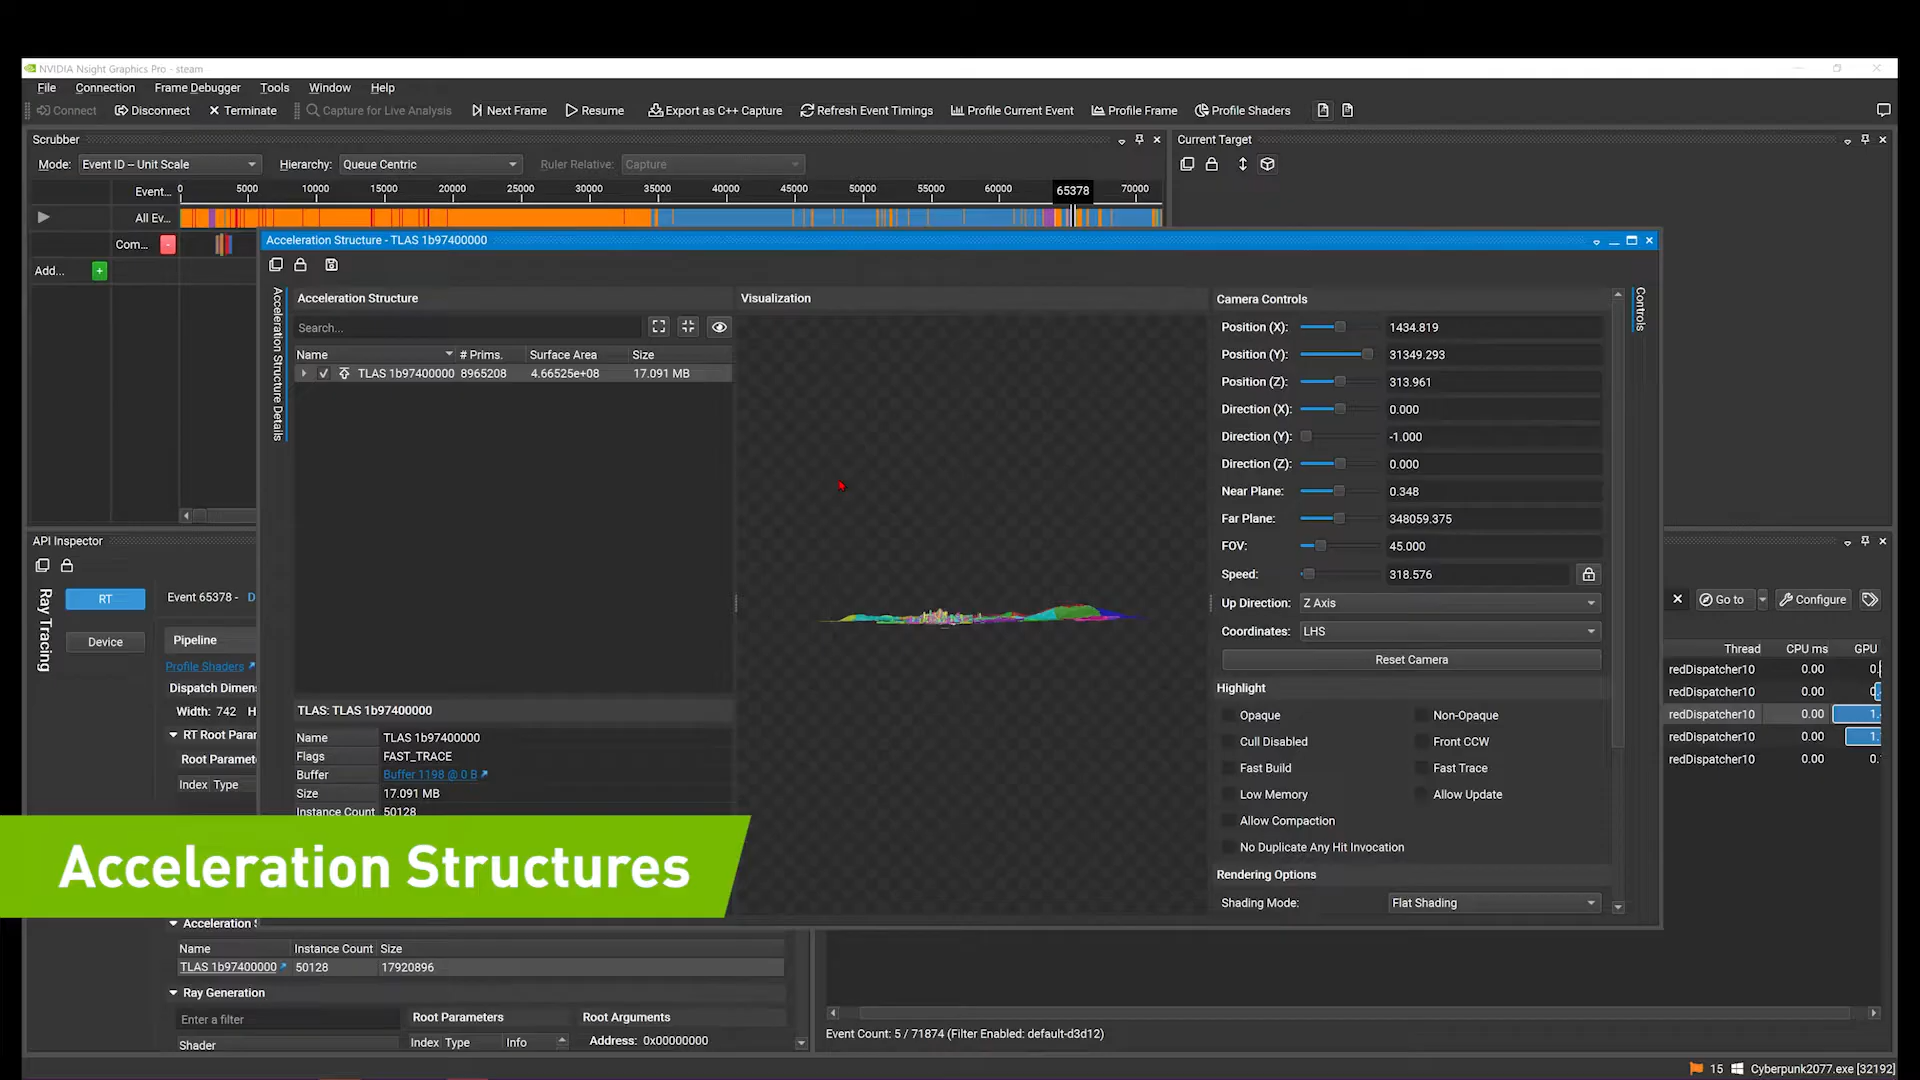 NVIDIA Nsight Graphics Pro - steam
File Connection Frame Debugger Tools Window Help
Connect Disconnect Terminate Capture for Live Analysis Next Frame Resume Export as C++ Capture Refresh Event Timings Profile Current Event Profile Frame Profile Shaders
Scrubber
Current Target
Mode: Event ID – Unit Scale Hierarchy: Queue Centric Ruler Relative: Capture
Event... 0 5000 10000 15000 20000 25000 30000 35000 40000 45000 50000 55000 60000 65378 70000
All Ev...
Com... -
Add... +
Acceleration Structure - TLAS 1b97400000
Acceleration Structure Details
Acceleration Structure
Search...
Name # Prims. Surface Area Size
TLAS 1b97400000 8965208 4.66525e+08 17.091 MB
TLAS: TLAS 1b97400000
Name TLAS 1b97400000
Flags FAST_TRACE
Buffer Buffer 1198 @ 0 B
Size 17.091 MB
Instance Count 50128
Visualization
Controls
Camera Controls
Position (X): 1434.819
Position (Y): 31349.293
Position (Z): 313.961
Direction (X): 0.000
Direction (Y): -1.000
Direction (Z): 0.000
Near Plane: 0.348
Far Plane: 348059.375
FOV: 45.000
Speed: 318.576
Up Direction: Z Axis
Coordinates: LHS
Reset Camera
Highlight
Opaque Non-Opaque
Cull Disabled Front CCW
Fast Build Fast Trace
Low Memory Allow Update
Allow Compaction
No Duplicate Any Hit Invocation
Rendering Options
Shading Mode: Flat Shading
API Inspector
Ray Tracing
RT
Device
Event 65378 - D
Pipeline
Profile Shaders
Dispatch Dimen
Width: 742 H
RT Root Parar
Root Paramet
Index Type
Acceleration Structures
Acceleration S
Name Instance Count Size
TLAS 1b97400000 50128 17920896
Ray Generation
Enter a filter
Shader
Root Parameters
Index Type Info
Root Arguments
Address: 0x00000000
Go to Configure
Thread CPU ms GPU
redDispatcher10 0.00 0.
redDispatcher10 0.00
redDispatcher10 0.00 1.
redDispatcher10 0.00 1.
redDispatcher10 0.00 0.
Event Count: 5 / 71874 (Filter Enabled: default-d3d12)
15 Cyberpunk2077.exe [32192]